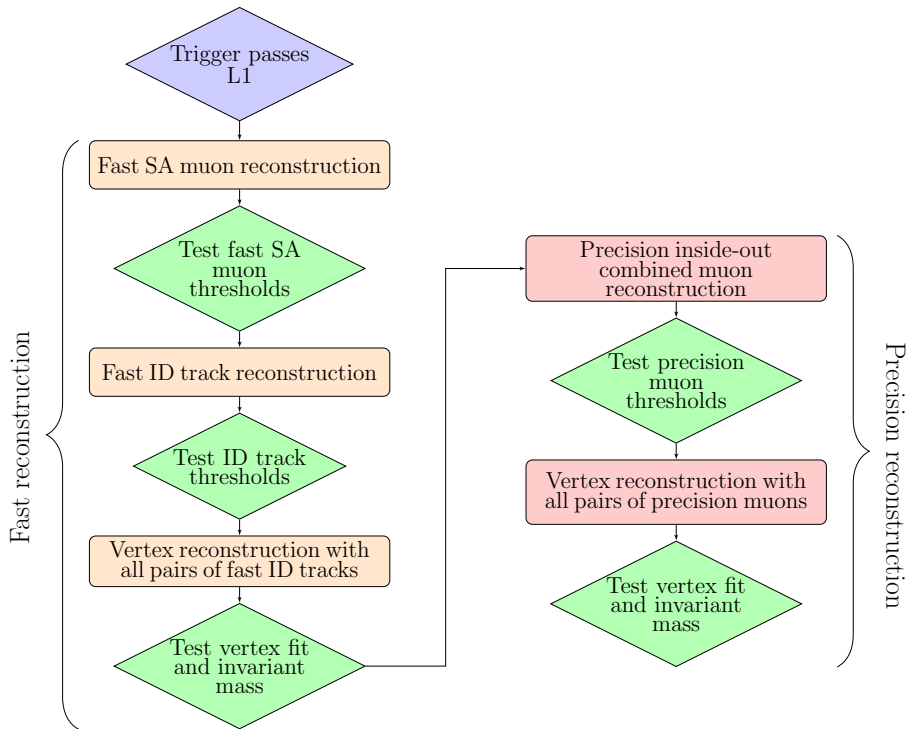 Trigger passes
L1
Fast SA muon reconstruction
Test fast SA
muon
thresholds
Fast ID track reconstruction
Test ID track
thresholds
Vertex reconstruction with
all pairs of fast ID tracks
Test vertex fit
and invariant
mass
Fast reconstruction
Precision inside-out
combined muon
reconstruction
Test precision
muon
thresholds
Vertex reconstruction with
all pairs of precision muons
Test vertex fit
and invariant
mass
Precision reconstruction